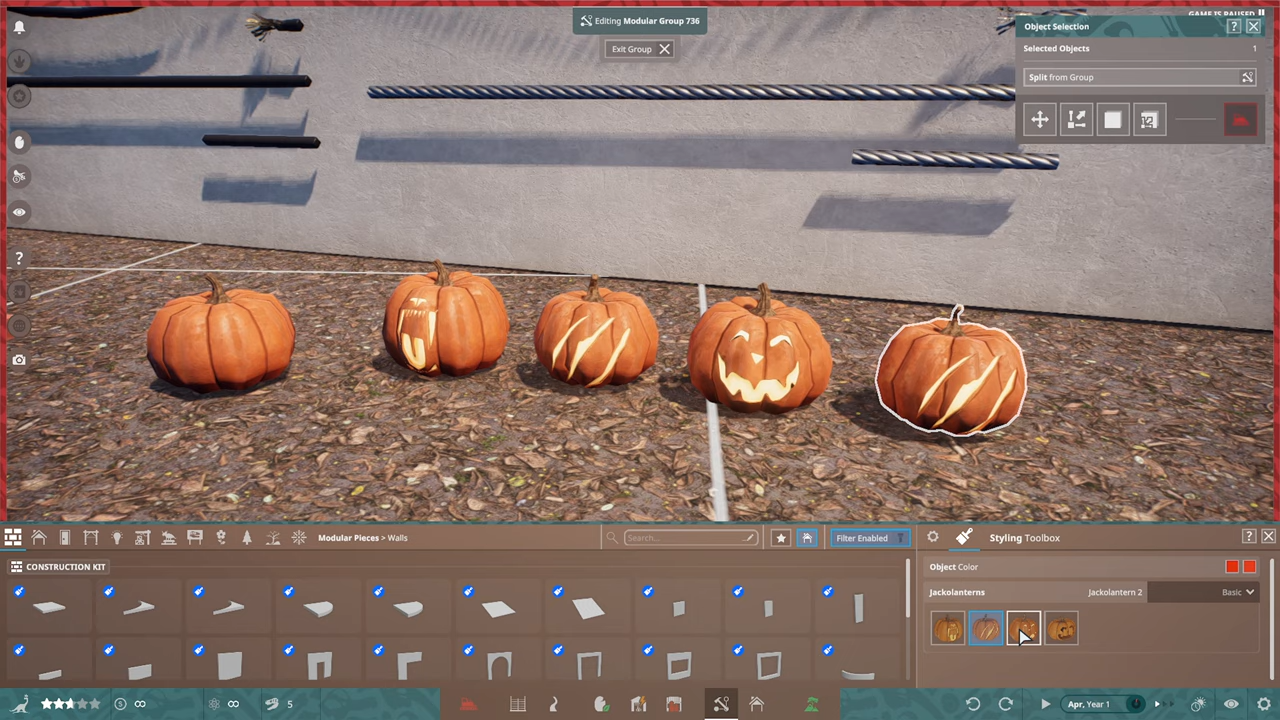 GAME IS PAUSED
Editing Modular Group 736
Exit Group
Object Selection
?
Selected Objects 1
Split from Group
12
?
Modular Pieces > Walls
Search...
Filter Enabled
Styling Toolbox
?
CONSTRUCTION KIT
Object Color
Jackolanterns Jackolantern 2 Basic
$ ∞
∞
5
Apr, Year 1